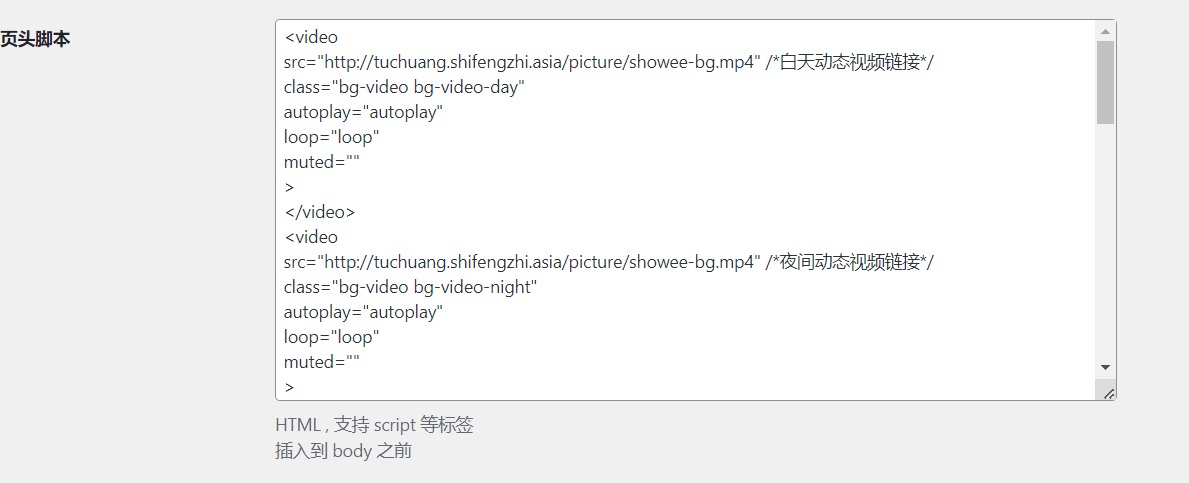 页头脚本
<video
src="http://tuchuang.shifengzhi.asia/picture/showee-bg.mp4" /*白天动态视频链接*/
class="bg-video bg-video-day"
autoplay="autoplay"
loop="loop"
muted=""
>
</video>
<video
src="http://tuchuang.shifengzhi.asia/picture/showee-bg.mp4" /*夜间动态视频链接*/
class="bg-video bg-video-night"
autoplay="autoplay"
loop="loop"
muted=""
>
HTML , 支持 script 等标签
插入到 body 之前